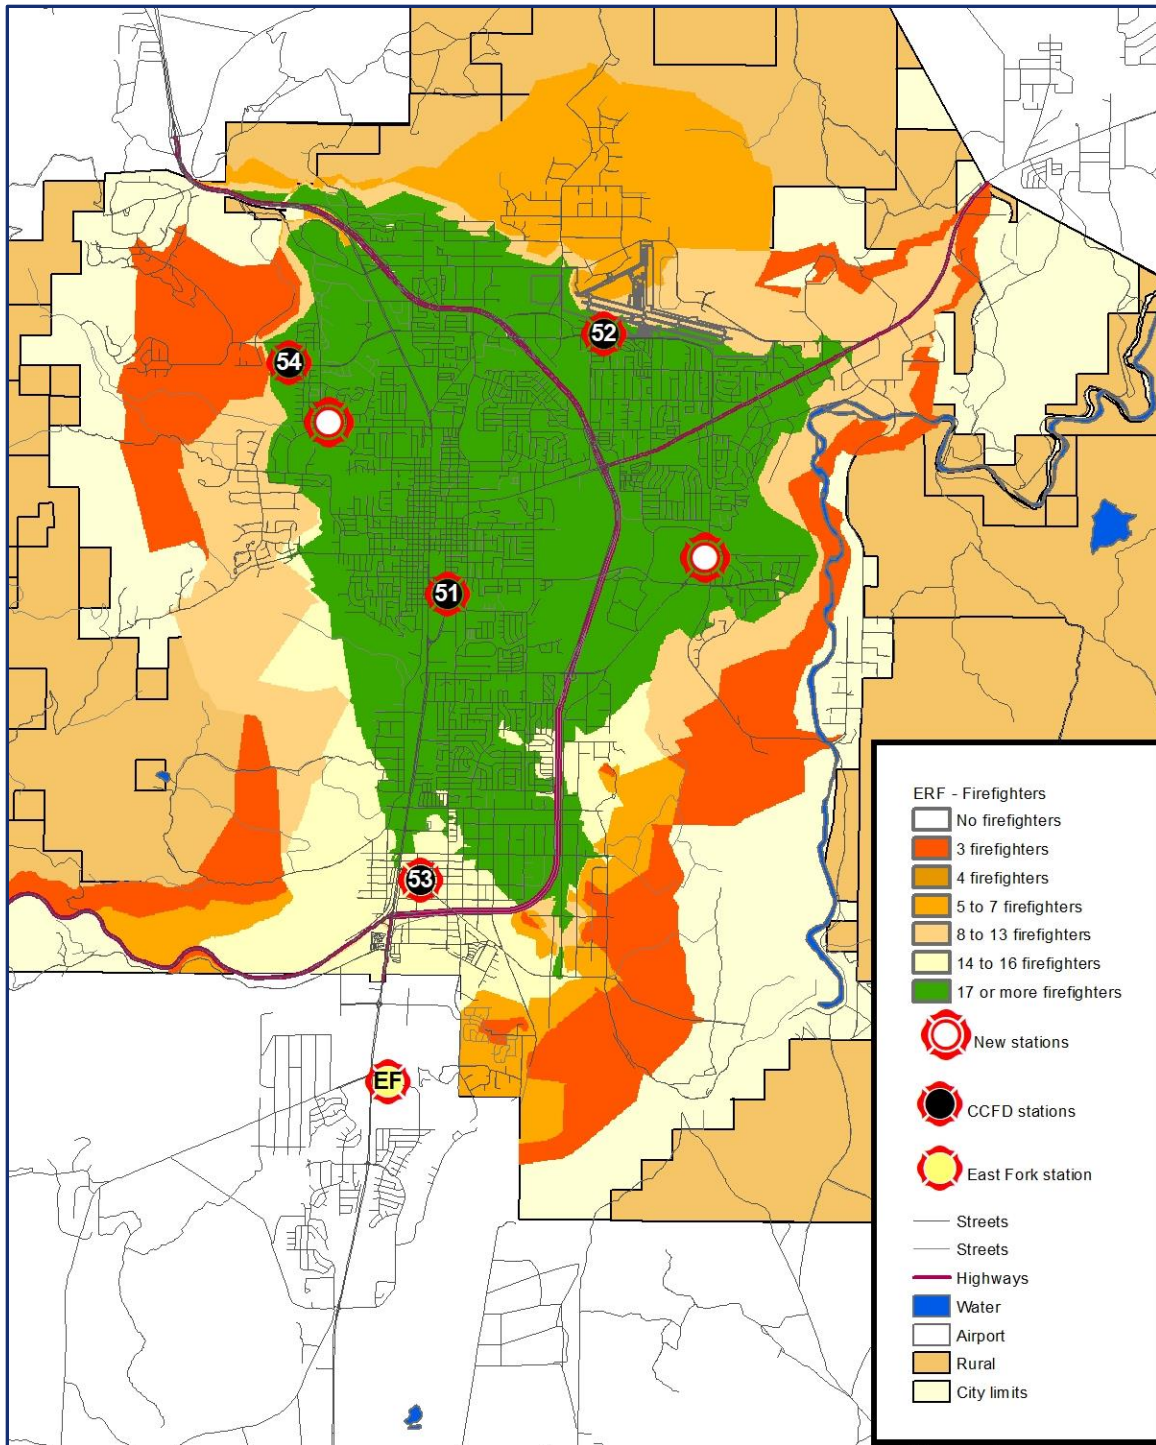 52
54
51
53
EF
ERF - Firefighters
No firefighters
3 firefighters
4 firefighters
5 to 7 firefighters
8 to 13 firefighters
14 to 16 firefighters
17 or more firefighters
New stations
CCFD stations
East Fork station
Streets
Streets
Highways
Water
Airport
Rural
City limits